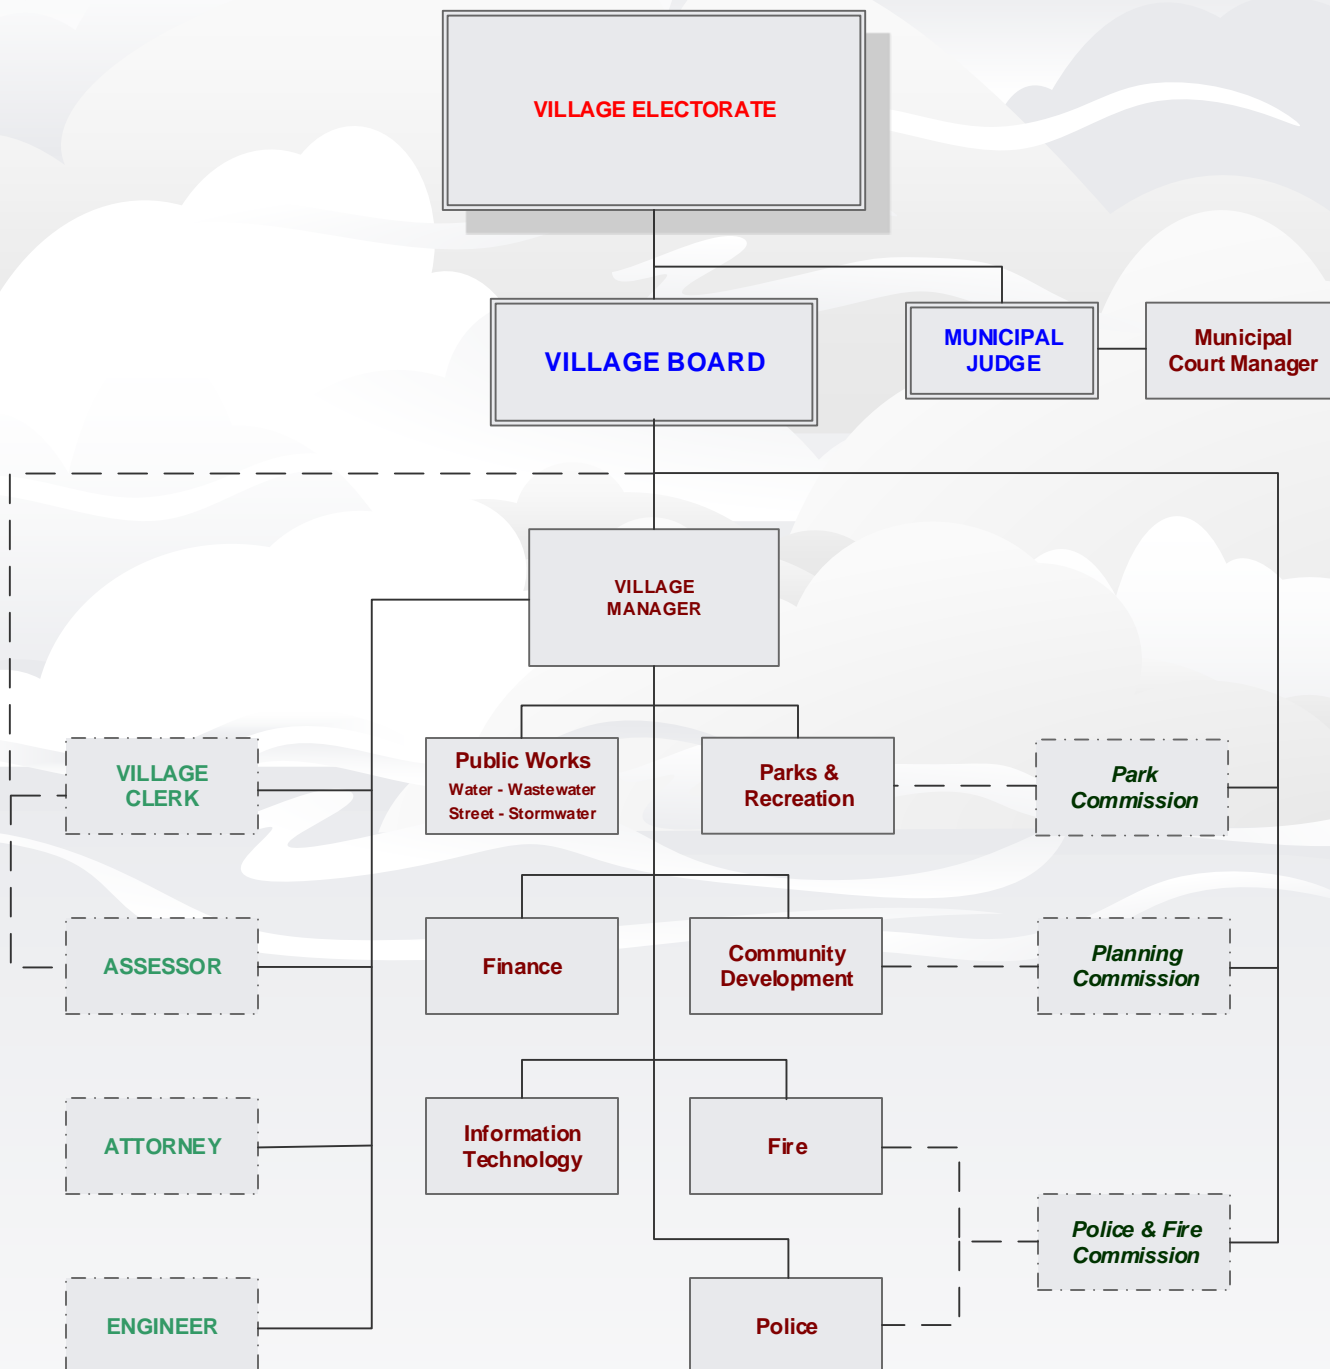 VILLAGE ELECTORATE
VILLAGE BOARD
MUNICIPAL
JUDGE
Municipal
Court Manager
VILLAGE
MANAGER
VILLAGE
CLERK
Public Works
Water - Wastewater
Street - Stormwater
Parks &
Recreation
Park
Commission
ASSESSOR
Finance
Community
Development
Planning
Commission
ATTORNEY
Information
Technology
Fire
Police & Fire
Commission
ENGINEER
Police